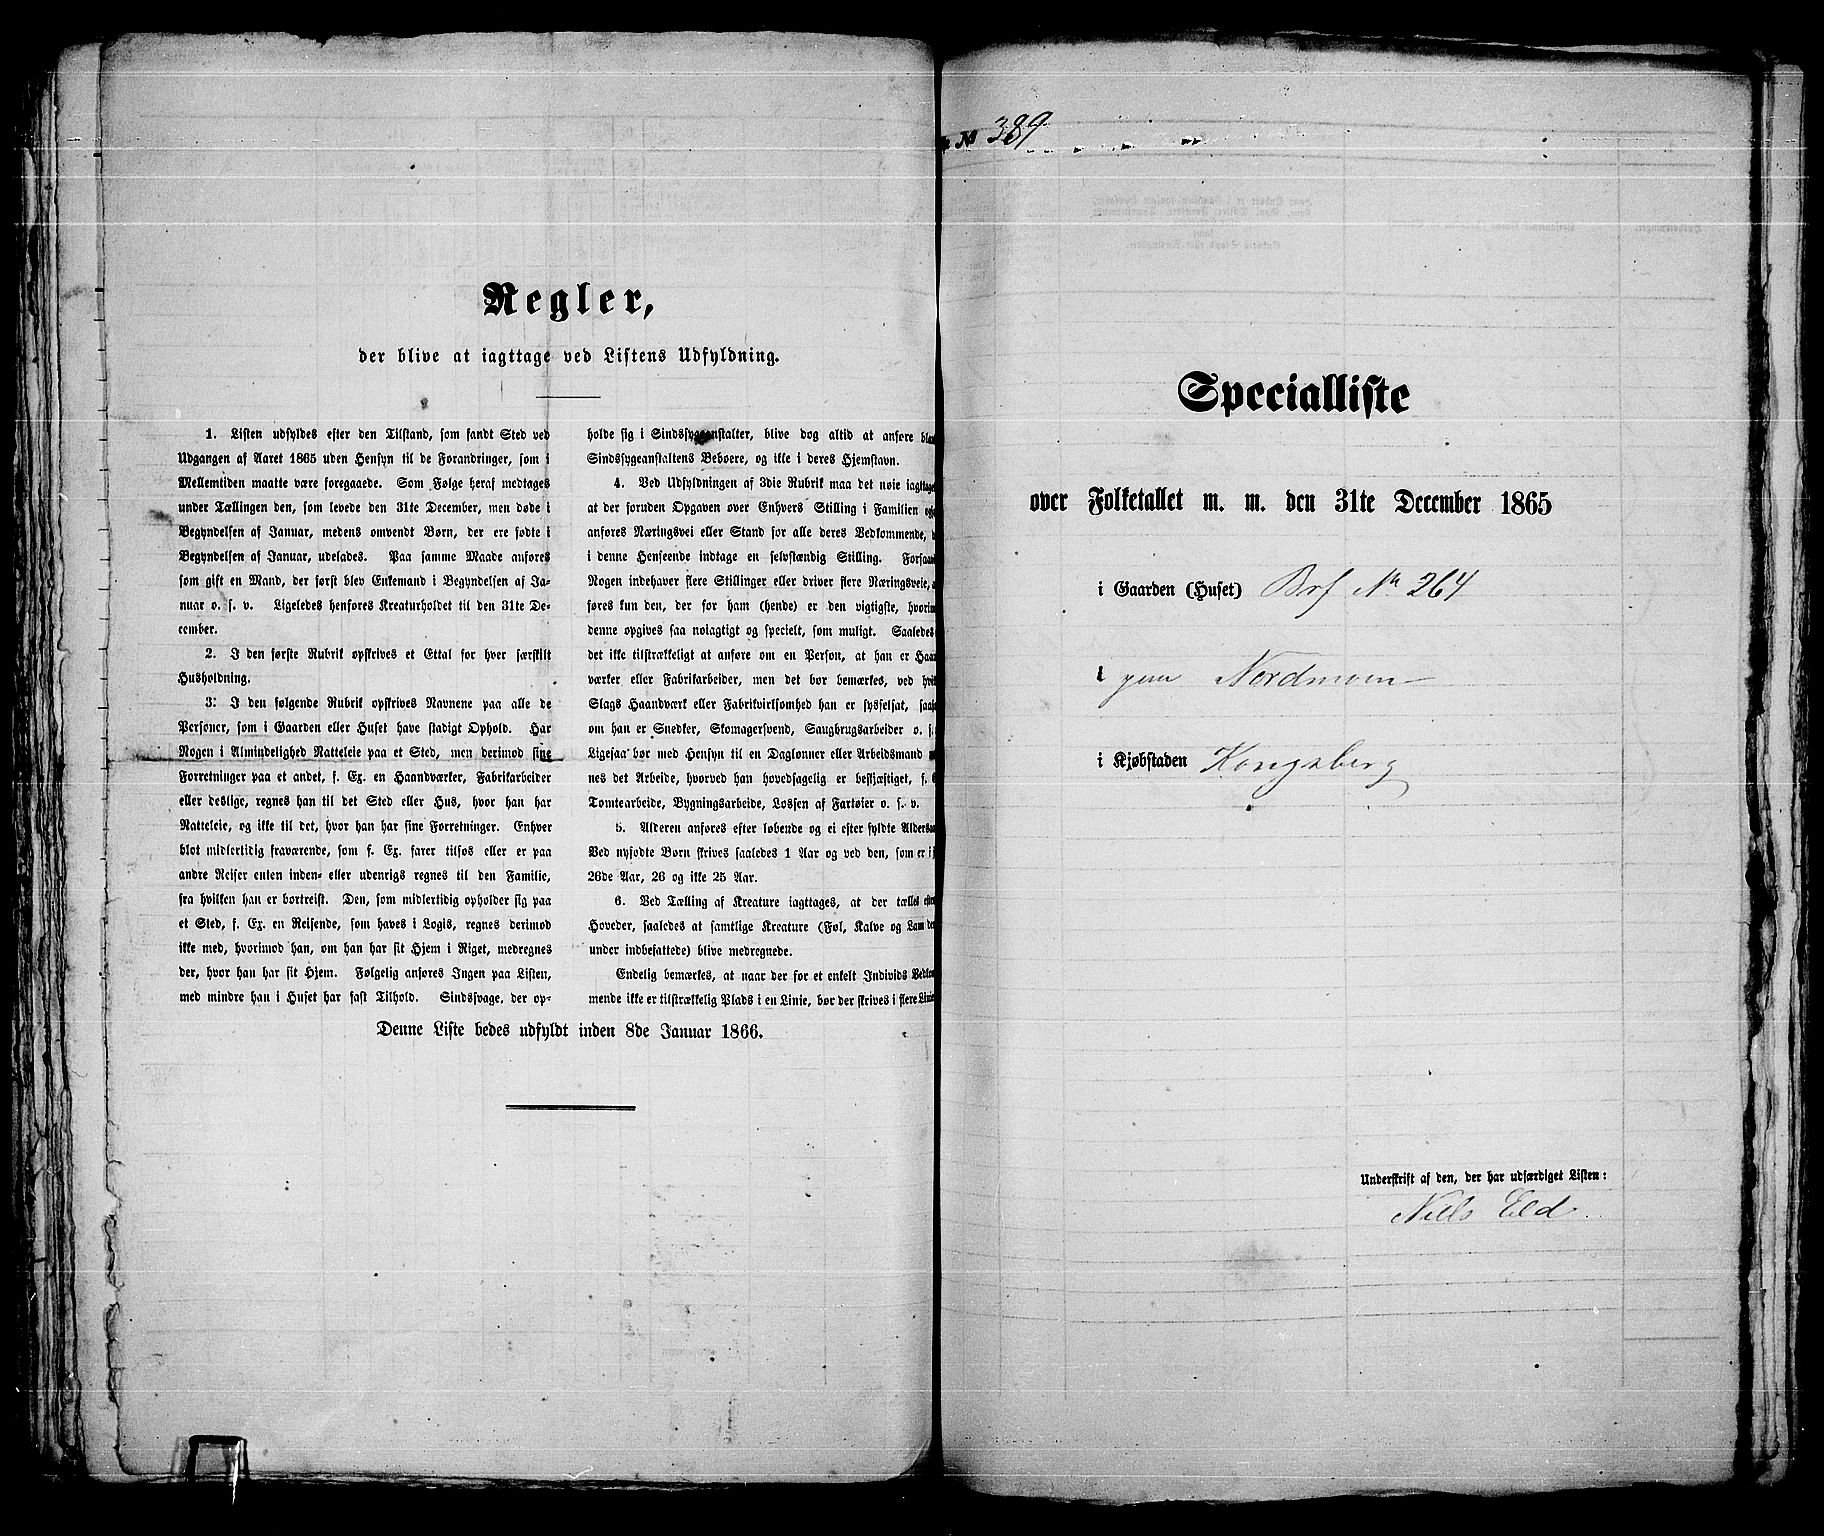 Regler,
der blive at iagttage ved Listens Udfyldning.
1. Listen udfyldes efter den Tilstand, som fandt Sted ved
Udgangen af Aaret 1865 uden Hensyn til de Forandringer, som i
Mellemtiden maatte være foregaaede. Som Følge heraf medtages
under Tællingen den, som levede den 31te December, men døde i
Begyndelsen af Januar, medens omvendt Børn, der ere fødte i
Begyndelsen af Januar, udelades. Paa samme Maade anføres
som gift en Mand, der først blev Enkemand i Begyndelsen af Ja-
nuar o. s. v. Ligeledes henføres Kreaturholdet til den 31te De-
cember.
2. I den første Rubrik opskrives et Ettal for hver særskilt
Husholdning.
3. I den følgende Rubrik opskrives Navnene paa alle de
Personer, som i Gaarden eller Huset have stadigt Ophold. Har
Nogen i Almindelighed Natteleie paa et Sted, men derimod sine
Forretninger paa et andet, f. Ex. en Haandværker, Fabrikarbeider
eller deslige, regnes han til det Sted eller Hus, hvor han har
Natteleie, og ikke til det, hvor han har sine Forretninger. Enhver
blot midlertidig fraværende, som f. Ex. farer tilsøs eller er paa
andre Reiser enten inden- eller udenrigs regnes til den Familie,
fra hvilken han er bortreist. Den, som midlertidig opholder sig paa
et Sted, f. Ex. en Reisende, som haves i Logis, regnes derimod
ikke med, hvorimod han, om han har sit Hjem i Riget, medregnes
der, hvor han har sit Hjem. Følgelig anføres Ingen paa Listen,
med mindre han i Huset har fast Tilhold. Sindssvage, der op-
holde sig i Sindssygeanstalter, blive dog altid at anføre
Sindssygeanstaltens Beboere, og ikke i deres Hjemstavn.
4. Ved Udfyldningen af 3die Rubrik maa det nøie iagttages
at der foruden Opgaven over Enhvers Stilling i Familien
anføres Næringsvei eller Stand for alle deres Vedkommende,
i denne Henseende indtage en selvstændig Stilling.
Nogen indehaver flere Stillinger eller driver flere Næringsveie,
føres kun den, der for ham (hende) er den vigtigste,
denne opgives saa nøiagtigt og specielt, som muligt. Saaledes
det ikke tilstrækkeligt at anføre om en Person, at han er
værker eller Fabrikarbeider, men det bør bemærkes, ved
Slags Haandværk eller Fabrikvirksomhed han er sysselsat,
om han er Snedker, Skomagersvend, Saugbrugsarbeider o. s.
Ligesaa bør med Hensyn til en Daglønner eller Arbeidsmand
nes det Arbeide, hvorved han hovedsagelig er beskjæftiget, f.
Tomtearbeide, Bygningsarbeide, Lossen af Fartøier o. s. v.
5. Alderen anføres efter løbende og ei efter fyldte
Ved nyfødte Børn skrives saaledes 1 Aar og ved den, som er i
26de Aar, 26 og ikke 25 Aar.
6. Ved Tælling af Kreature iagttages, at der tælles
Hoveder, saaledes at samtlige Kreature (Føl, Kalve og Lam
under indbefattede) blive medregnede.
Endelig bemærkes, at naar der for et enkelt Individs
mende ikke er tilstrækkelig Plads i en Linie, bør der skrives i flere
Denne Liste bedes udfyldt inden 8de Januar 1866.
№ 389
Specialliste
over Folketallet m. m. den 31te December 1865
i Gaarden (Huset) Brf № 264
Nordmoen
i Kjøbstaden Kongsberg
Underskrift af den, der har udfærdiget Listen:
Niels Eld